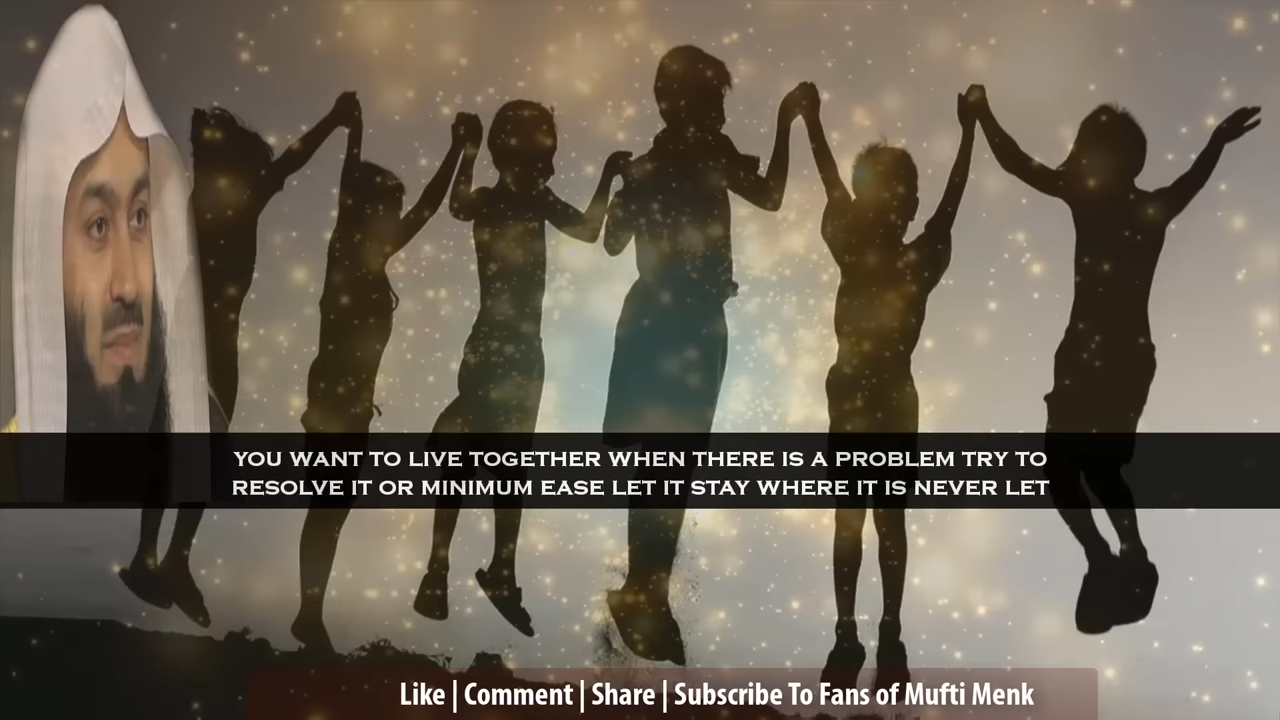 YOU WANT TO LIVE TOGETHER WHEN THERE IS A PROBLEM TRY TO
RESOLVE IT OR MINIMUM EASE LET IT STAY WHERE IT IS NEVER LET
Like | Comment | Share | Subscribe To Fans of Mufti Menk